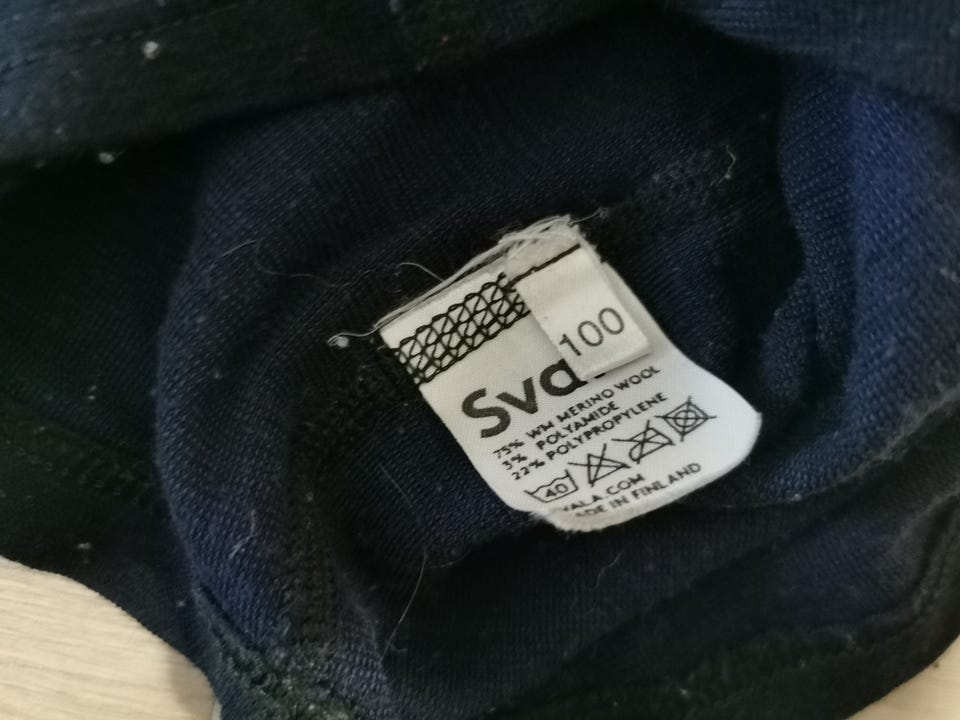 100
Sva
75% WM MERINO WOOL
3% POLYAMIDE
22% POLYPROPYLENE
40
VALA.COM
ADE IN FINLAND